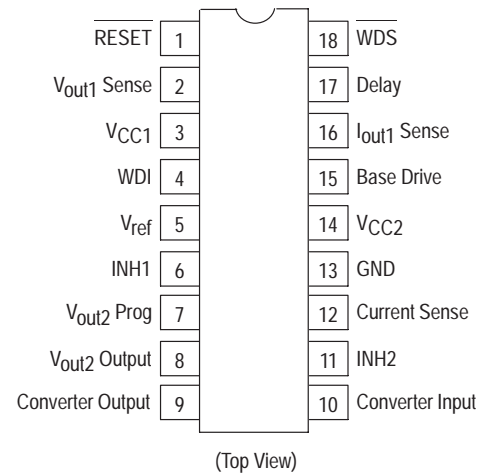 RESET 1 18 WDS
Vout1 Sense 2 17 Delay
VCC1 3 16 Iout1 Sense
WDI 4 15 Base Drive
Vref 5 14 VCC2
INH1 6 13 GND
Vout2 Prog 7 12 Current Sense
Vout2 Output 8 11 INH2
Converter Output 9 10 Converter Input
(Top View)